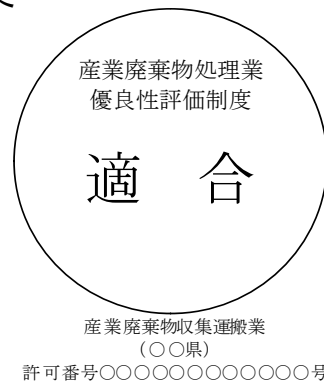 産業廃棄物処理業
優良性評価制度
適 合
産業廃棄物収集運搬業
（○○県）
許可番号○○○○○○○○○○○○○号